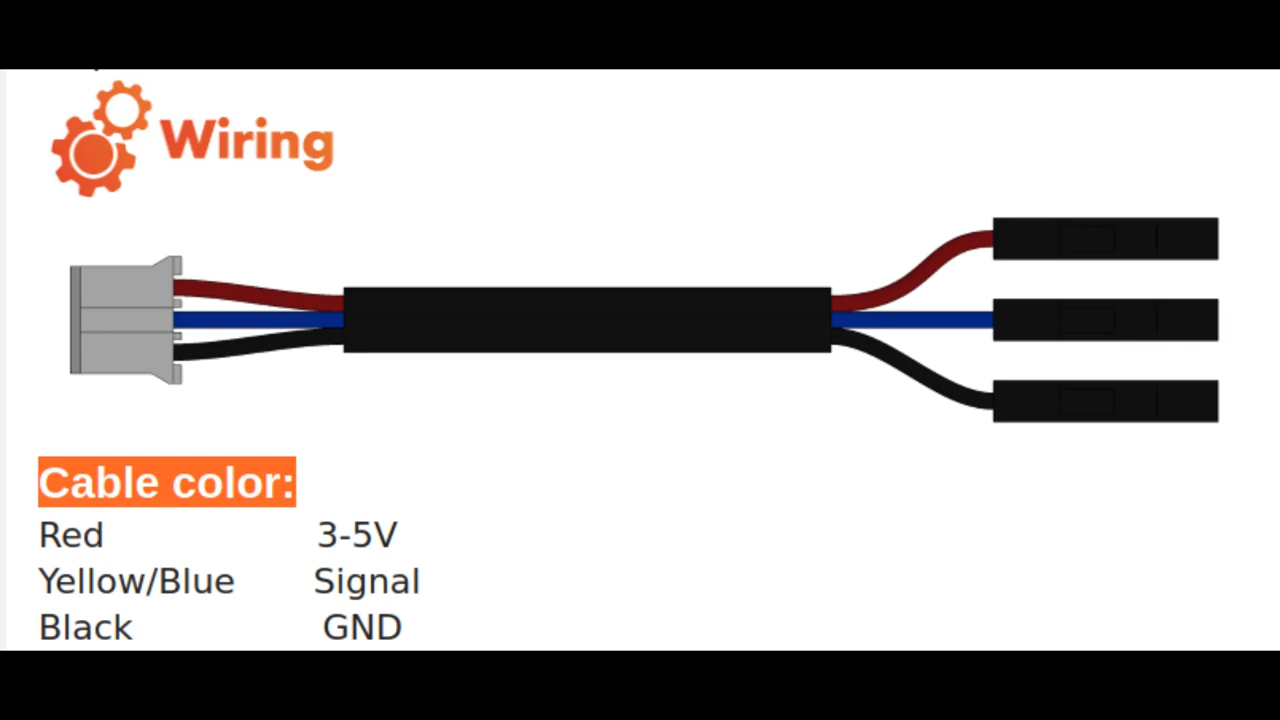 Wiring
Cable color:
Red 3-5V
Yellow/Blue Signal
Black GND